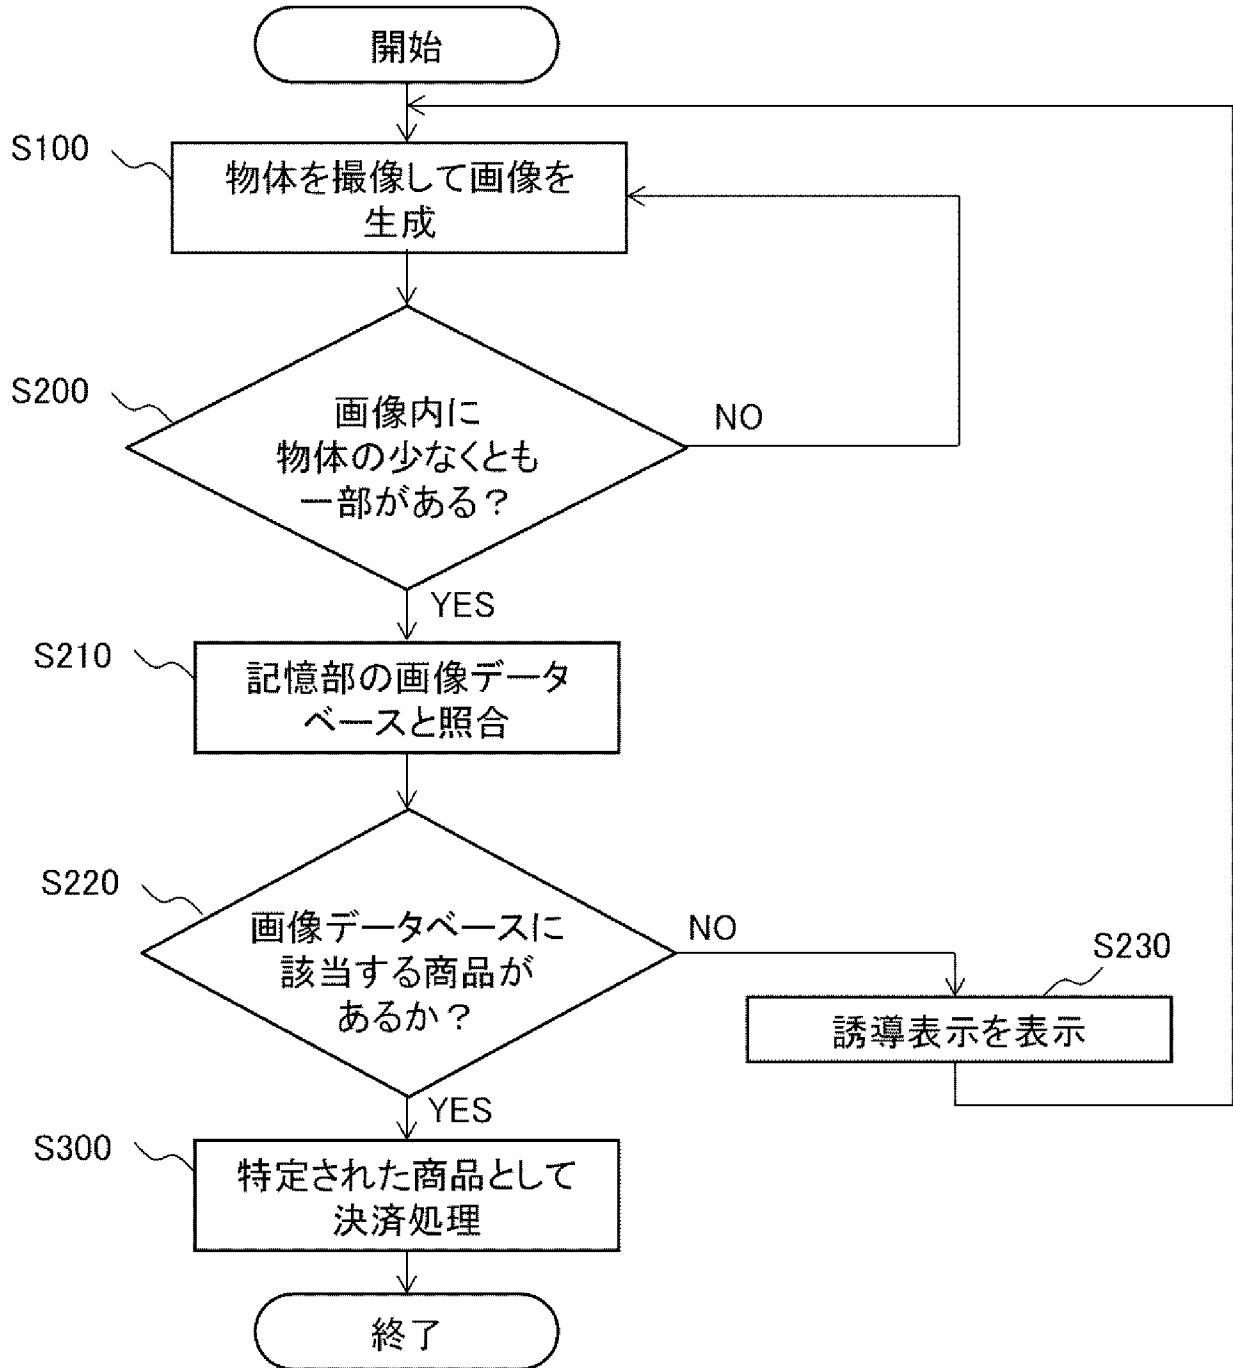 開始
S100
物体を撮像して画像を
生成
S200
画像内に
物体の少なくとも
一部がある？
NO
YES
S210
記憶部の画像データ
ベースと照合
S220
画像データベースに
該当する商品が
あるか？
NO
S230
誘導表示を表示
YES
S300
特定された商品として
決済処理
終了